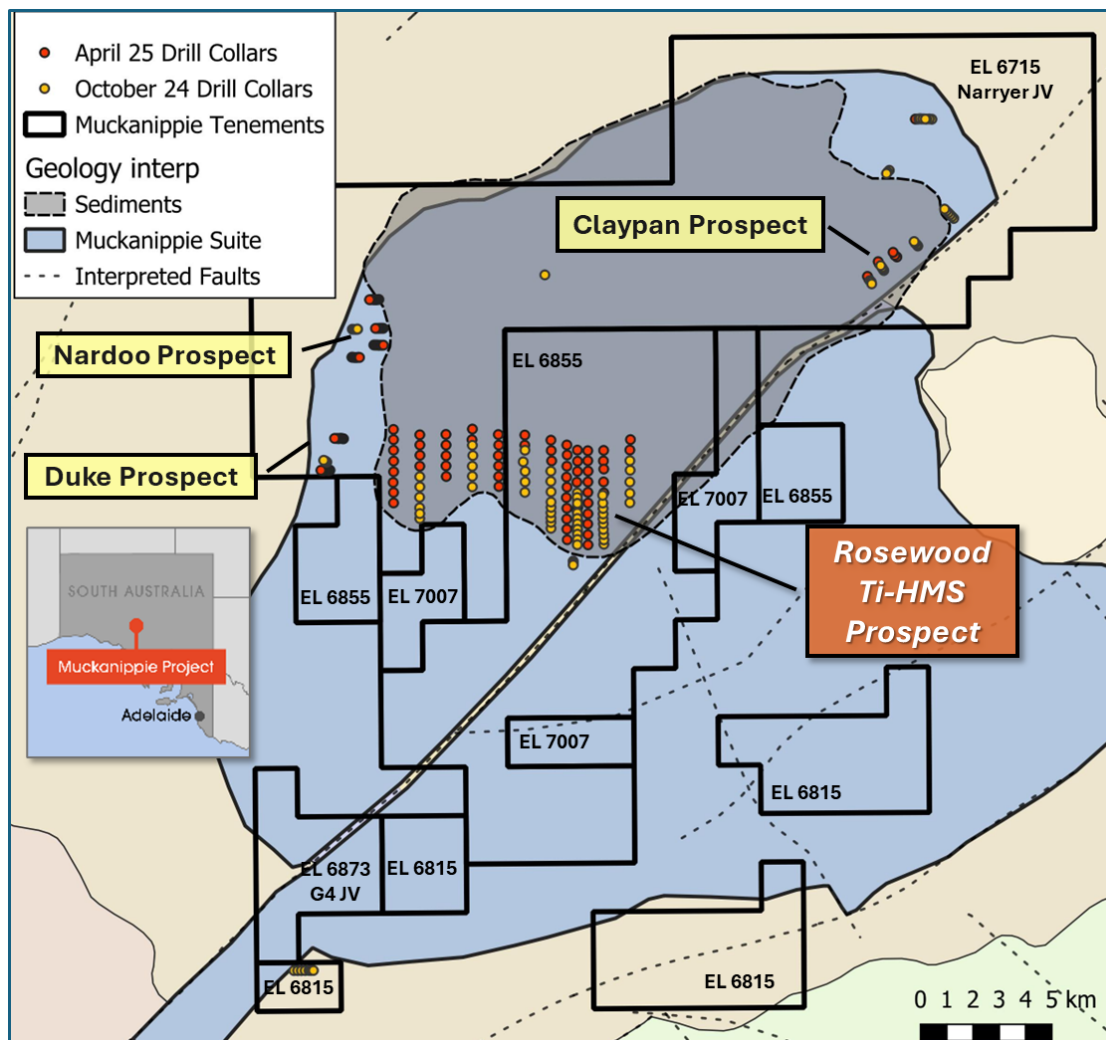 April 25 Drill Collars
October 24 Drill Collars
Muckanippie Tenements
Geology interp
Sediments
Muckanippie Suite
Interpreted Faults
EL 6715
Narryer JV
Claypan Prospect
Nardoo Prospect
EL 6855
Duke Prospect
EL 7007
EL 6855
Rosewood
Ti-HMS
Prospect
EL 6855
EL 7007
SOUTH AUSTRALIA
Muckanippie Project
Adelaide
EL 7007
EL 6815
EL 6873
G4 JV
EL 6815
EL 6815
EL 6815
0 1 2 3 4 5 km